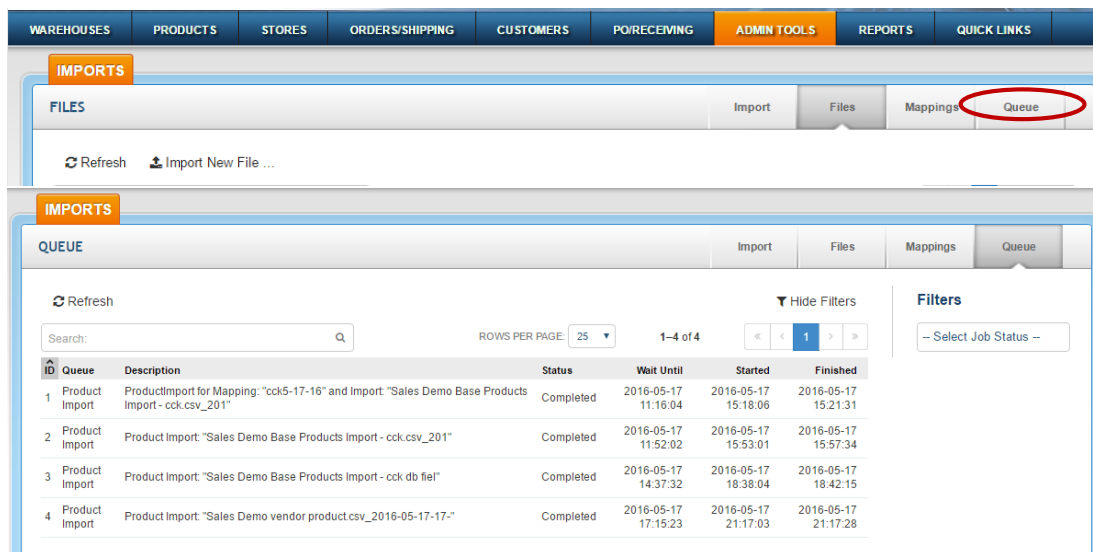 WAREHOUSES PRODUCTS STORES ORDERS/SHIPPING CUSTOMERS PO/RECEIVING ADMIN TOOLS REPORTS QUICK LINKS
IMPORTS
FILES Import Files Mappings Queue
Refresh Import New File ...
IMPORTS
QUEUE Import Files Mappings Queue
Refresh Hide Filters Filters
Search: ROWS PER PAGE: 25 1–4 of 4 « < 1 > » -- Select Job Status --
ID Queue Description Status Wait Until Started Finished
1 Product Import ProductImport for Mapping: "cck5-17-16" and Import: "Sales Demo Base Products Import - cck.csv_201" Completed 2016-05-17 11:16:04 2016-05-17 15:18:06 2016-05-17 15:21:31
2 Product Import Product Import: "Sales Demo Base Products Import - cck.csv_201" Completed 2016-05-17 11:52:02 2016-05-17 15:53:01 2016-05-17 15:57:34
3 Product Import Product Import: "Sales Demo Base Products Import - cck db fiel" Completed 2016-05-17 14:37:32 2016-05-17 18:38:04 2016-05-17 18:42:15
4 Product Import Product Import: "Sales Demo vendor product.csv_2016-05-17-17-" Completed 2016-05-17 17:15:23 2016-05-17 21:17:03 2016-05-17 21:17:28